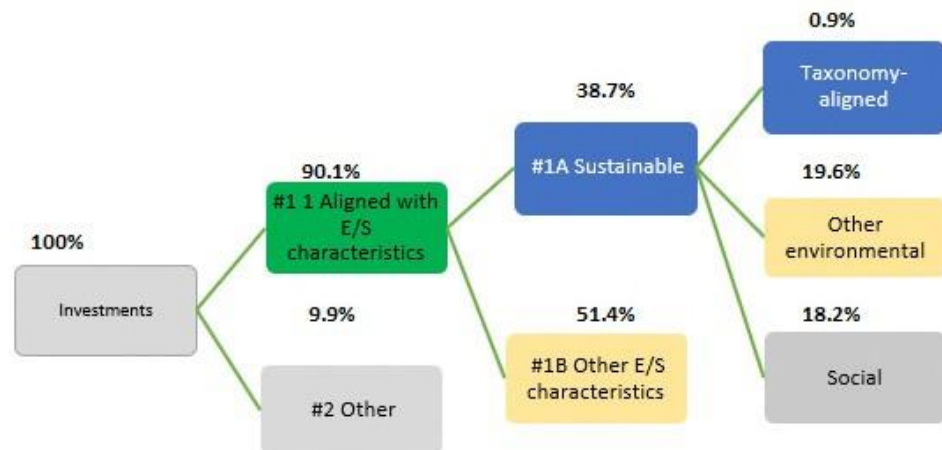 0.9%
Taxonomy-
aligned
38.7%
#1A Sustainable
90.1%
#1 1 Aligned with
E/S
characteristics
19.6%
Other
environmental
100%
Investments
9.9%
#2 Other
51.4%
#1B Other E/S
characteristics
18.2%
Social